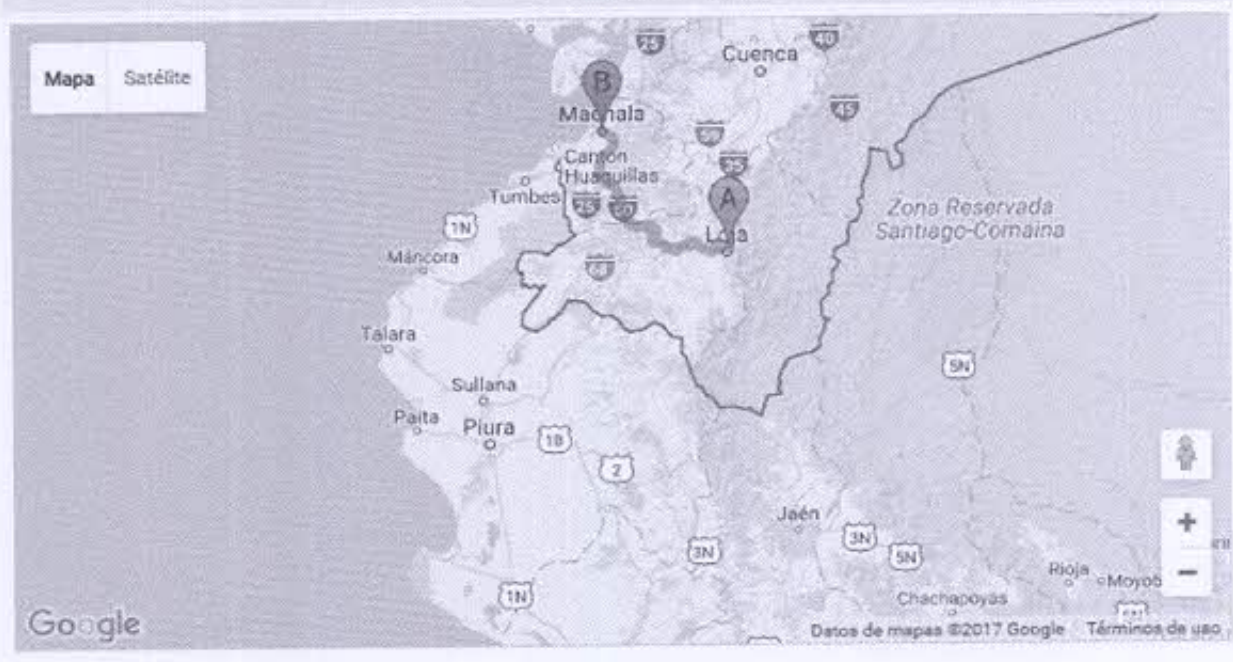 Mapa Satélite
25
40
Cuenca
B
Machala
45
59
35
Cantón
Huaquillas
Tumbes
25
50
A
1N
Loja
Zona Reservada
Santiago-Comaina
Máncora
Talara
5N
Sullana
Paita
Piura
1B
2
Jaén
3N
3N
5N
+
−
Rioja
Moyob
1N
Chachapoyas
Google
Datos de mapas ©2017 Google Términos de uso